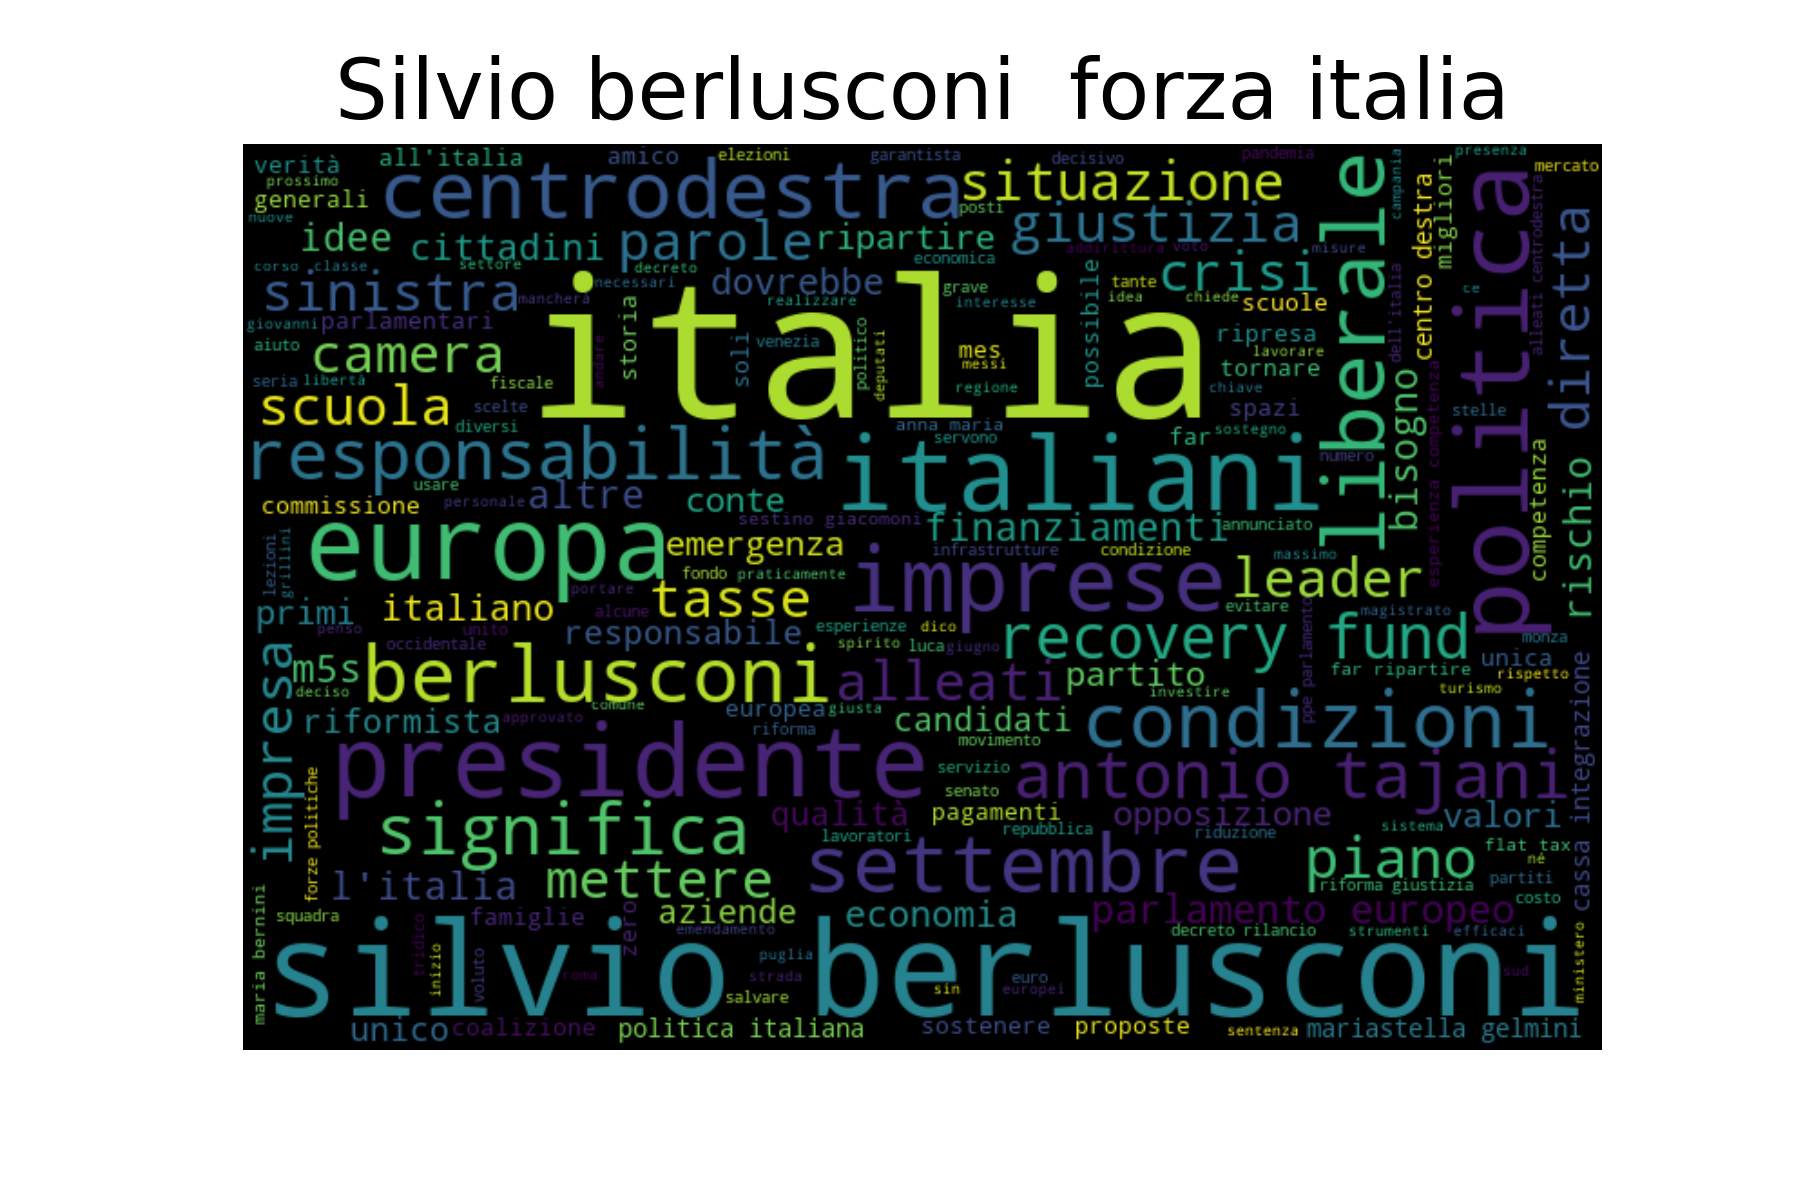 Silvio berlusconi  forza italia
verità
all'italia
amico
elezioni
garantista
decisivo
pandemia
campania
presenza
mercato
prossimo
generali
nuove
centrodestra
situazione
posti
liberale
centro destra
migliori
politica
alleati centrodestra
diretta
idee
cittadini
parole
ripartire
giustizia
addirittura
voto
misure
economica
corso
classe
settore
decreto
necessari
dovrebbe
crisi
sinistra
mancherà
storia
realizzare
grave
interesse
possibile
tante
idea
chiede
scuole
dell'italia
ce
giovanni
parlamentari
italia
aiuto
camera
andare
soli
venezia
politico
deputati
mes
messi
ripresa
lavorare
tornare
seria
libertà
fiscale
regione
chiave
scuola
scelte
diversi
anna maria
servono
far
sostegno
spazi
bisogno
esperienza competenza
stelle
numero
responsabilità
italiani
usare
commissione
personale
altre
conte
sestino giacomoni
finanziamenti
annunciato
competenza
rischio
lezioni
grillini
europa
emergenza
infrastrutture
condizione
massimo
fondo
praticamente
imprese
leader
portare
primi
italiano
alcune
tasse
evitare
magistrato
penso
unito
occidentale
responsabile
esperienze
dico
spirito
luca
giugno
recovery fund
ppe parlamento
monza
unica
far ripartire
rispetto
turismo
impresa
m5s
deciso
berlusconi
alleati
partito
investire
cassa integrazione
riformista
approvato
comune
europea
giusta
riforma
candidati
movimento
condizioni
presidente
servizio
senato
antonio tajani
forze politiche
significa
qualità
pagamenti
lavoratori
repubblica
opposizione
riduzione
sistema
valori
flat tax
né
settembre
piano
riforma giustizia
partiti
l'italia
mettere
costo
maria bernini
squadra
famiglie
zero
aziende
economia
parlamento europeo
emendamento
decreto rilancio
strumenti
efficaci
ministero
tridico
inizio
voluto
silvio berlusconi
roma
puglia
strada
salvare
sin
euro
europei
sud
unico
coalizione
politica italiana
sostenere
proposte
sentenza
mariastella gelmini